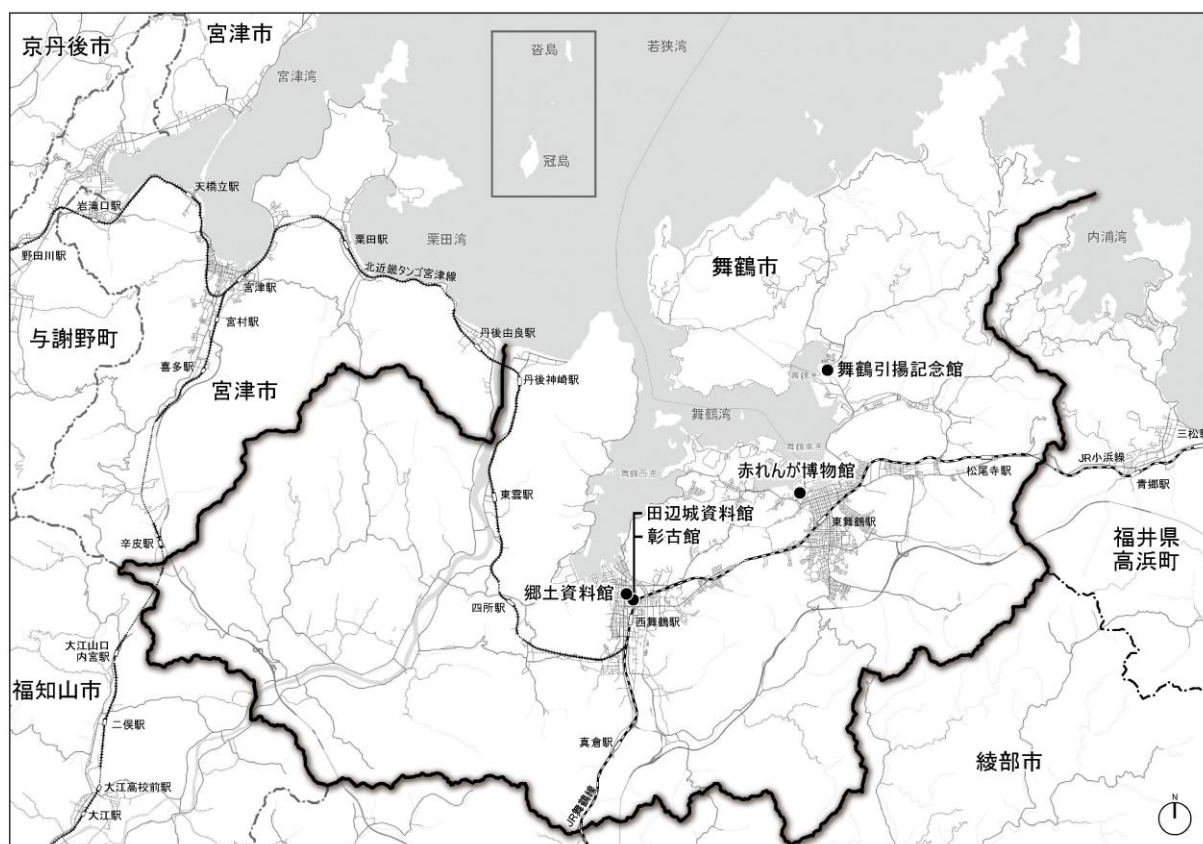 京丹後市
宮津市
宮津湾
沓島
冠島
若狭湾
天橋立駅
岩滝口駅
野田川駅
栗田駅
栗田湾
北近畿タンゴ宮津線
宮津駅
宮村駅
与謝野町
喜多駅
宮津市
丹後由良駅
丹後神崎駅
舞鶴市
内浦湾
舞鶴引揚記念館
舞鶴湾
三松駅
JR小浜線
青郷駅
松尾寺駅
舞鶴東港
舞鶴西港
赤れんが博物館
東舞鶴駅
東雲駅
田辺城資料館
彰古館
福井県
高浜町
辛皮駅
郷土資料館
四所駅
西舞鶴駅
大江山口
内宮駅
福知山市
二俣駅
真倉駅
綾部市
大江高校前駅
大江駅
JR舞鶴線
N